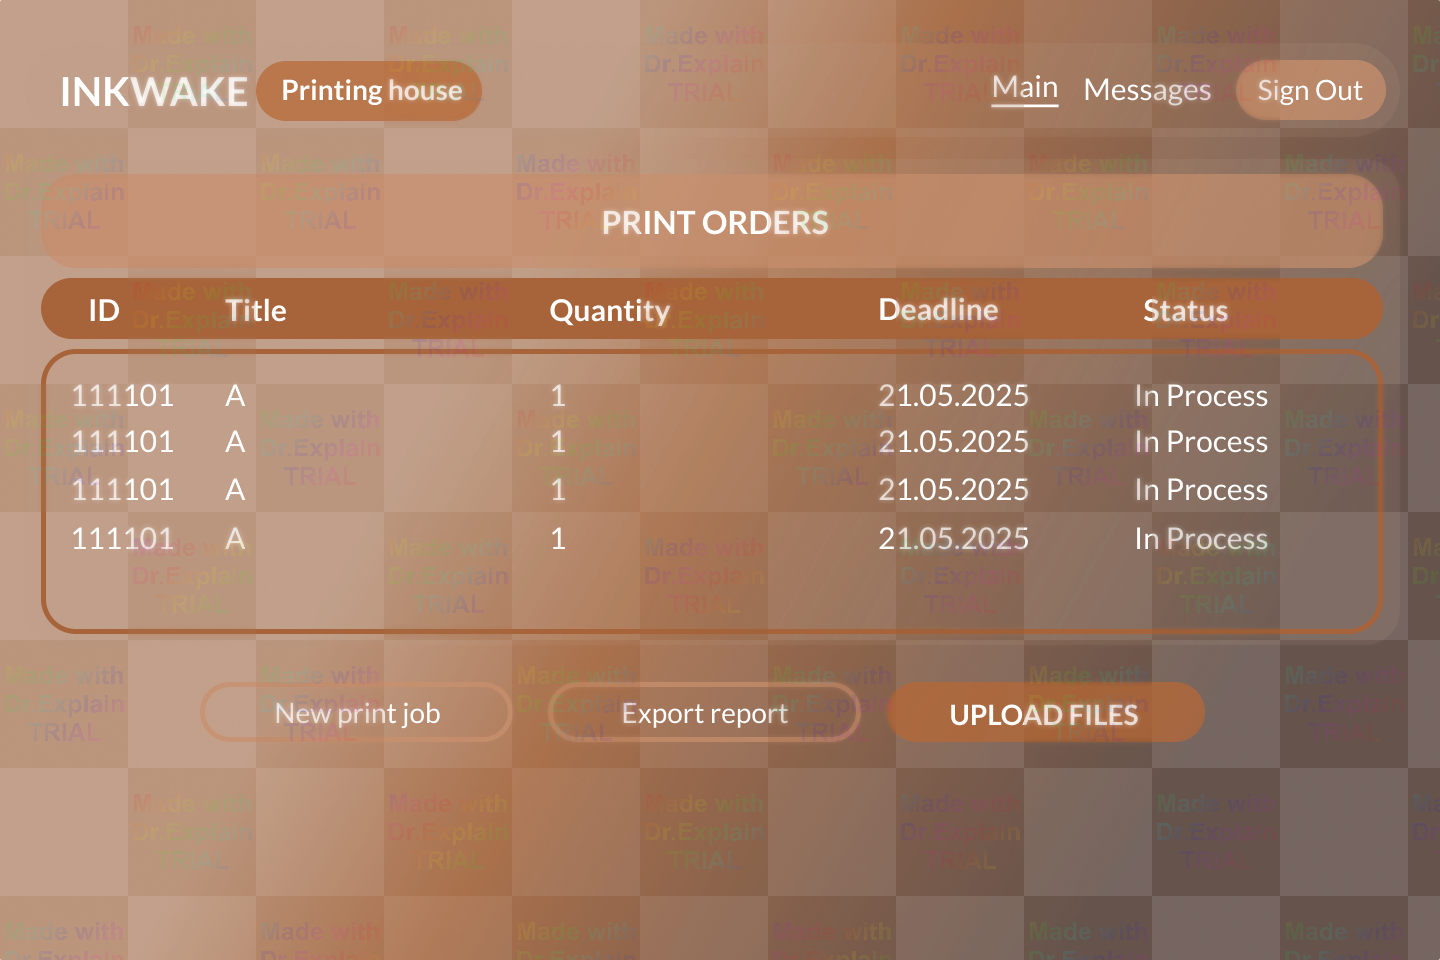 INKWAKE Printing house Main Messages Sign Out
PRINT ORDERS
ID Title Quantity Deadline Status
111101 A 1 21.05.2025 In Process
111101 A 1 21.05.2025 In Process
111101 A 1 21.05.2025 In Process
111101 A 1 21.05.2025 In Process
New print job Export report UPLOAD FILES
Made with
Dr.Explain
TRIAL